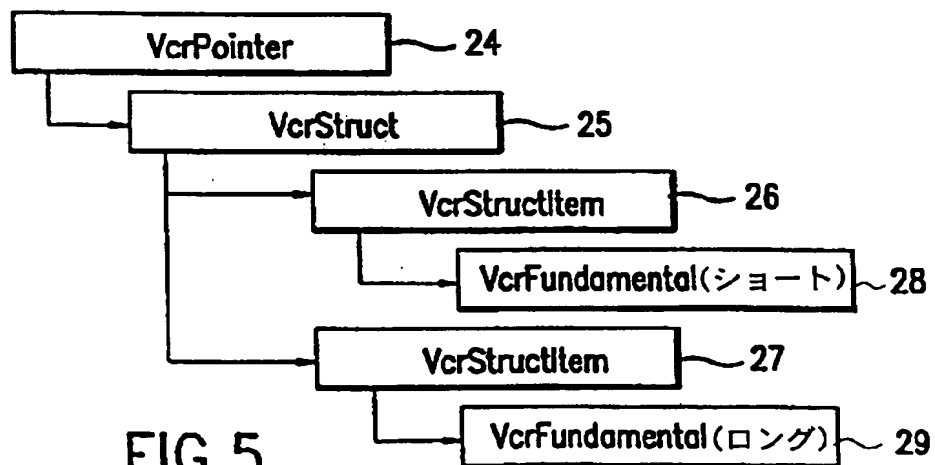 VcrPointer 24
VcrStruct 25
VcrStructItem 26
VcrFundamental(ショート) 28
VcrStructItem 27
VcrFundamental(ロング) 29
FIG.5